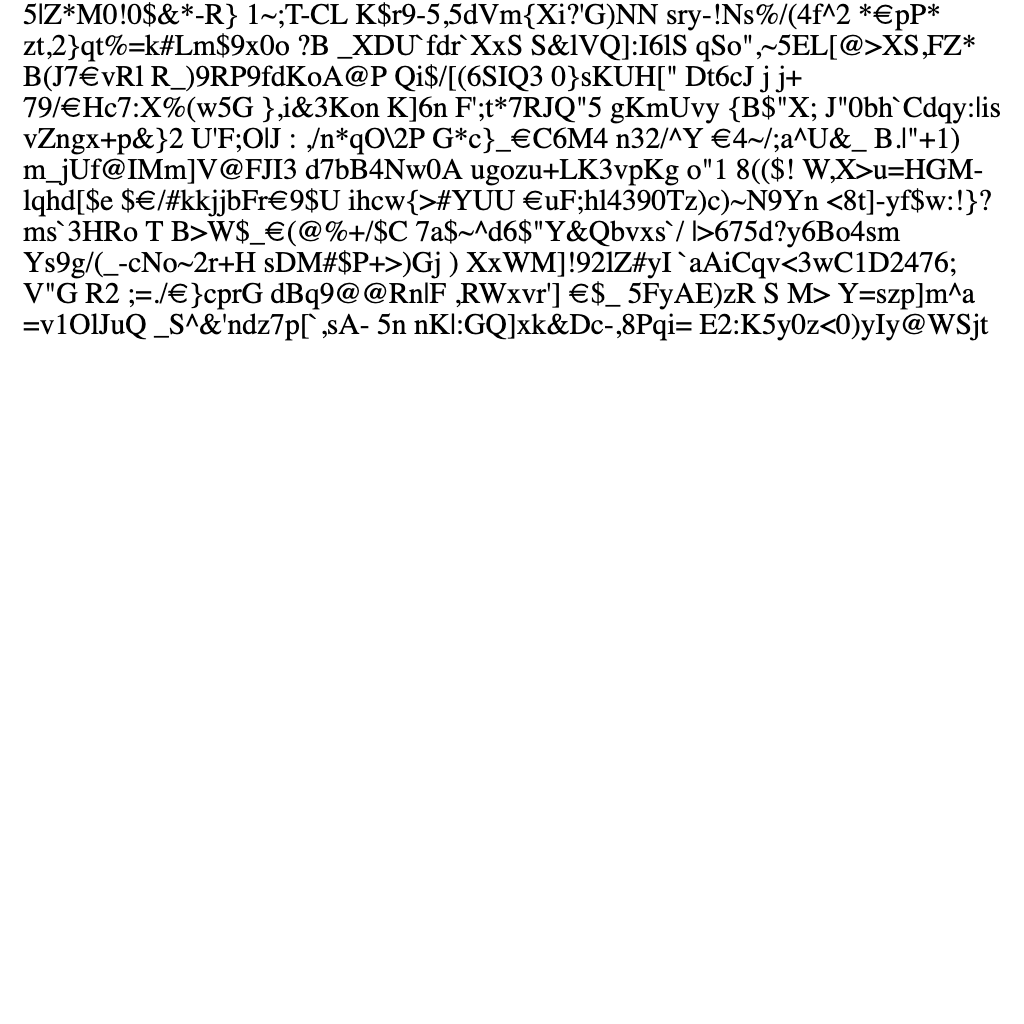 5|Z*M0!0$&*-R} 1~;T-CL K$r9-5,5dVm{Xi?'G)NN sry-!Ns%/(4f^2 *€pP*
zt,2}qt%=k#Lm$9x0o ?B _XDU`fdr`XxS S&lVQ]:I6lS qSo",~5EL[@>XS,FZ*
B(J7€vRl R_)9RP9fdKoA@P Qi$/[(6SIQ3 0}sKUH[" Dt6cJ j j+
79/€Hc7:X%(w5G },i&3Kon K]6n F';t*7RJQ"5 gKmUvy {B$"X; J"0bh`Cdqy:|is
vZngx+p&}2 U'F;O|J : ,/n*qO\2P G*c}_€C6M4 n32/^Y €4~/;a^U&_ B.|"+1)
m_jUf@IMm]V@FJI3 d7bB4Nw0A ugozu+LK3vpKg o"1 8(($! W,X>u=HGM-
lqhd[$e $€/#kkjjbFr€9$U ihcw{>#YUU €uF;hl4390Tz)c)~N9Yn <8t]-yf$w:!}?
ms`3HRo T B>W$_€(@%+/$C 7a$~^d6$"Y&Qbvxs`/ |>675d?y6Bo4sm
Ys9g/(_-cNo~2r+H sDM#$P+>)Gj ) XxWM]!92lZ#yI `aAiCqv<3wC1D2476;
V"G R2 ;=./€}cprG dBq9@@Rn|F ,RWxvr'] €$_ 5FyAE)zR S M> Y=szp]m^a
=v1OlJuQ _S^&'ndz7p[`,sA- 5n nK|:GQ]xk&Dc-,8Pqi= E2:K5y0z<0)yIy@WSjt